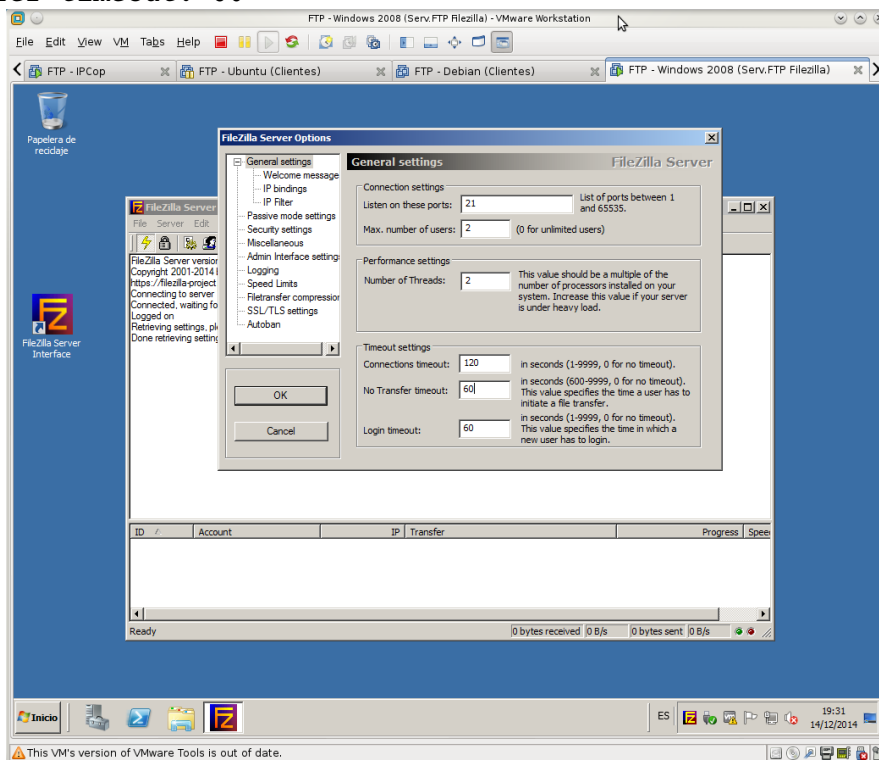 FTP - Windows 2008 (Serv.FTP Filezilla) - VMware Workstation
File Edit View VM Tabs Help
FTP - IPCop
FTP - Ubuntu (Clientes)
FTP - Debian (Clientes)
FTP - Windows 2008 (Serv.FTP Filezilla)
Papelera de
reciclaje
FileZilla Server
Interface
FileZilla Server
File Server Edit
FileZilla Server version
Copyright 2001-2014
https://filezilla-project
Connecting to server
Connected, waiting fo
Logged on
Retrieving settings, pl
Done retrieving setting
FileZilla Server Options
General settings
Welcome message
IP bindings
IP Filter
Passive mode settings
Security settings
Miscellaneous
Admin Interface setting
Logging
Speed Limits
Filetransfer compression
SSL/TLS settings
Autoban
OK
Cancel
General settings
FileZilla Server
Connection settings
Listen on these ports: 21
List of ports between 1
and 65535.
Max. number of users: 2 (0 for unlimited users)
Performance settings
Number of Threads: 2
This value should be a multiple of the
number of processors installed on your
system. Increase this value if your server
is under heavy load.
Timeout settings
Connections timeout: 120 in seconds (1-9999, 0 for no timeout).
No Transfer timeout: 60
in seconds (600-9999, 0 for no timeout).
This value specifies the time a user has to
initiate a file transfer.
Login timeout: 60
in seconds (1-9999, 0 for no timeout).
This value specifies the time in which a
new user has to login.
ID Account IP Transfer Progress Spee
Ready 0 bytes received 0 B/s 0 bytes sent 0 B/s
Inicio
ES
19:31
14/12/2014
This VM's version of VMware Tools is out of date.